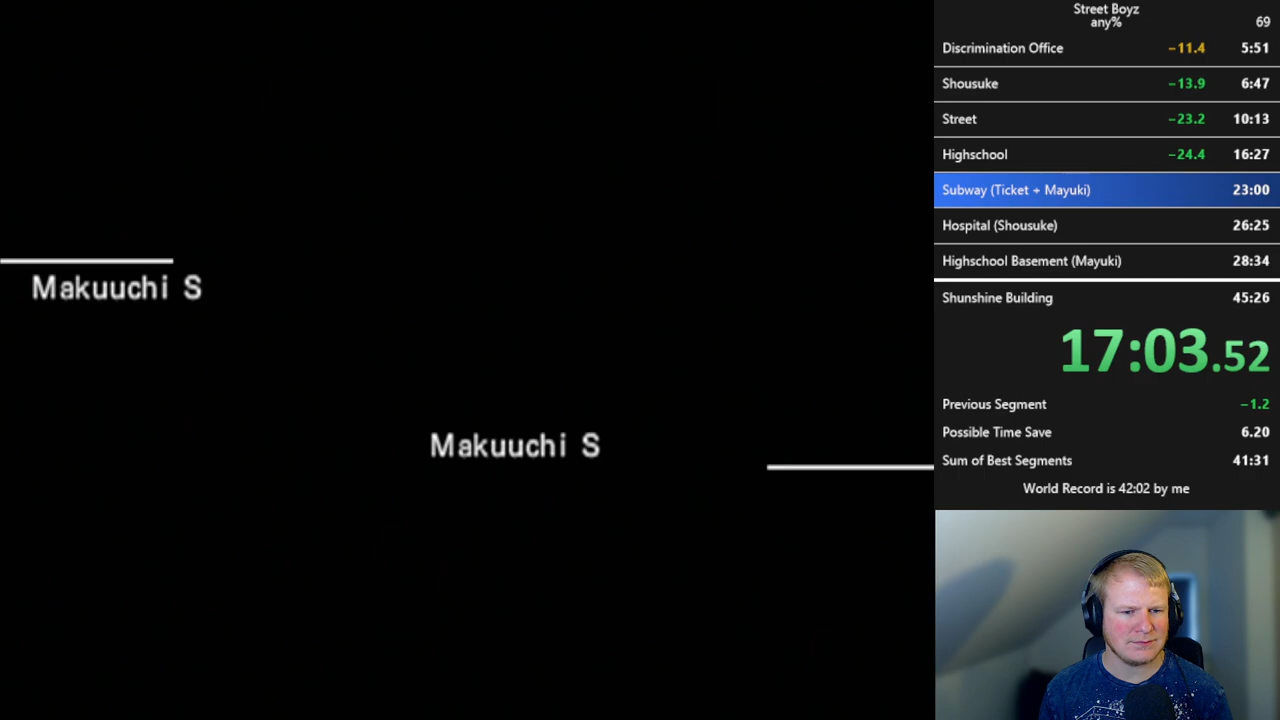 Makuuchi S
Makuuchi S
Street Boyz
any%
69
Discrimination Office -11.4 5:51
Shousuke -13.9 6:47
Street -23.2 10:13
Highschool -24.4 16:27
Subway (Ticket + Mayuki) 23:00
Hospital (Shousuke) 26:25
Highschool Basement (Mayuki) 28:34
Shunshine Building 45:26
17:03.52
Previous Segment -1.2
Possible Time Save 6.20
Sum of Best Segments 41:31
World Record is 42:02 by me